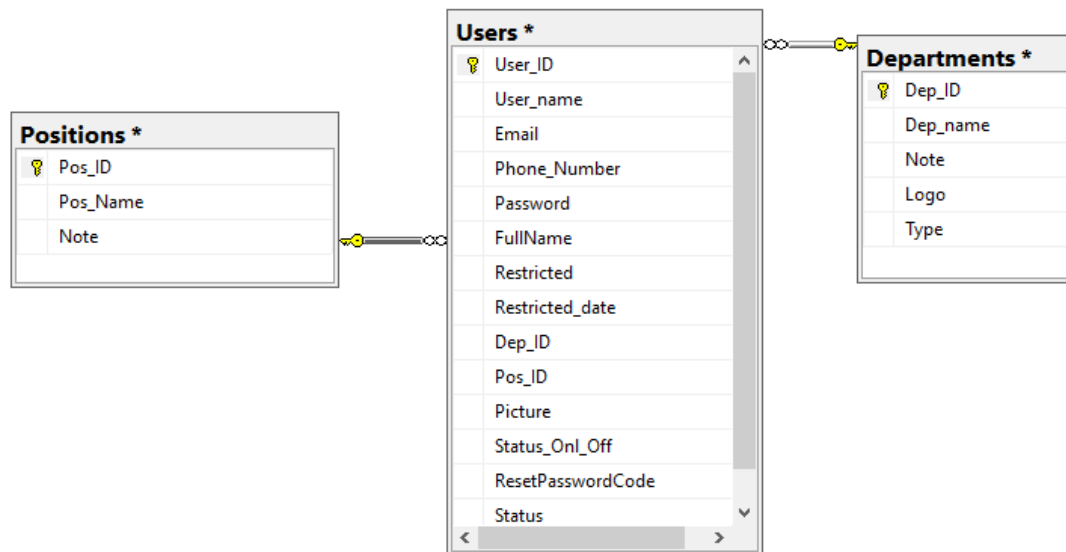 Positions *
Pos_ID
Pos_Name
Note
Users *
User_ID
User_name
Email
Phone_Number
Password
FullName
Restricted
Restricted_date
Dep_ID
Pos_ID
Picture
Status_Onl_Off
ResetPasswordCode
Status
Departments *
Dep_ID
Dep_name
Note
Logo
Type